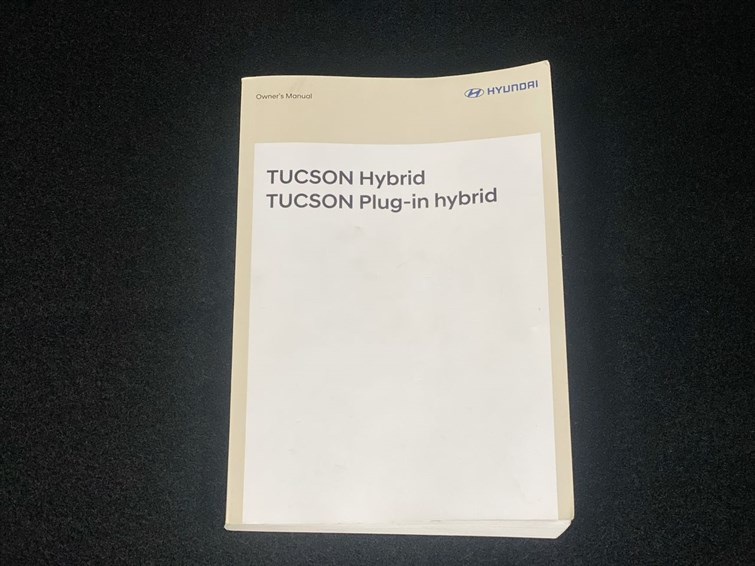 Owner's Manual
HYUNDAI
TUCSON Hybrid
TUCSON Plug-in hybrid